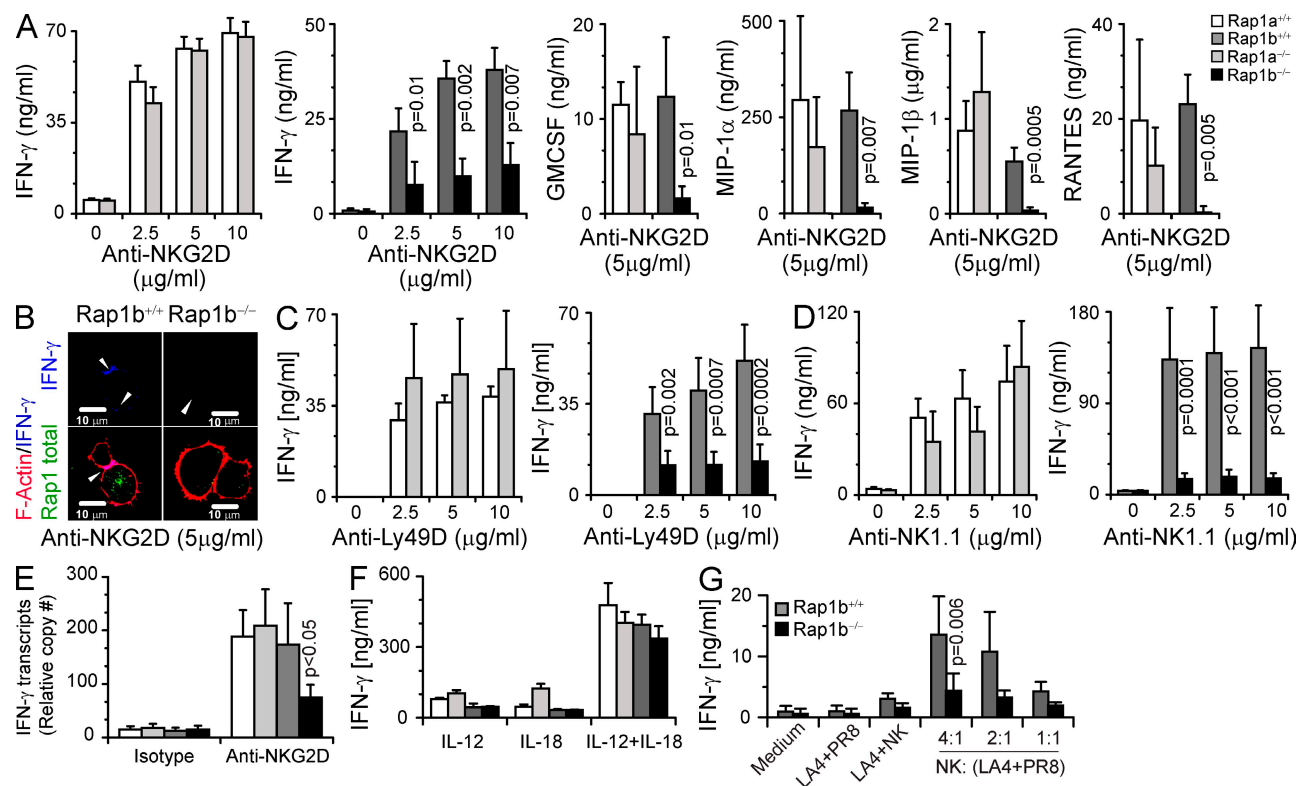 A
IFN-γ (ng/ml)
70
35
0
0 2.5 5 10
Anti-NKG2D
(μg/ml)
IFN-γ (ng/ml)
50
25
0
p=0.01
p=0.002
p=0.007
0 2.5 5 10
Anti-NKG2D
(μg/ml)
GMCSF (ng/ml)
20
10
0
p=0.01
Anti-NKG2D
(5μg/ml)
MIP-1α (ng/ml)
500
250
0
p=0.007
Anti-NKG2D
(5μg/ml)
MIP-1β (μg/ml)
2
1
0
p=0.0005
Anti-NKG2D
(5μg/ml)
RANTES (ng/ml)
40
20
0
p=0.005
Anti-NKG2D
(5μg/ml)
Rap1a+/+
Rap1b+/+
Rap1a−/−
Rap1b−/−
B
Rap1b+/+ Rap1b−/−
IFN-γ
F-Actin/IFN-γ
Rap1 total
10 μm
10 μm
10 μm
10 μm
Anti-NKG2D (5μg/ml)
C
IFN-γ [ng/ml]
70
35
0
0 2.5 5 10
Anti-Ly49D (μg/ml)
IFN-γ [ng/ml]
70
35
0
p=0.002
p=0.0007
p=0.0002
0 2.5 5 10
Anti-Ly49D (μg/ml)
D
IFN-γ (ng/ml)
120
60
0
0 2.5 5 10
Anti-NK1.1 (μg/ml)
IFN-γ (ng/ml)
180
90
0
p=0.0001
p<0.001
p<0.001
0 2.5 5 10
Anti-NK1.1 (μg/ml)
E
IFN-γ transcripts
(Relative copy #)
300
200
100
0
p<0.05
Isotype Anti-NKG2D
F
IFN-γ [ng/ml]
600
300
0
IL-12 IL-18 IL-12+IL-18
G
IFN-γ [ng/ml]
20
10
5
0
Rap1b+/+
Rap1b−/−
p=0.006
Medium
LA4+PR8
LA4+NK
4:1 2:1 1:1
NK: (LA4+PR8)